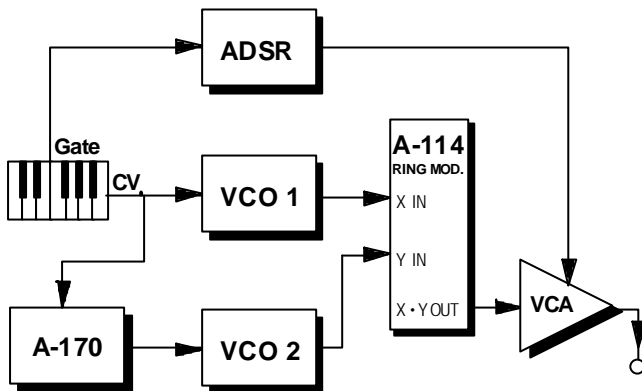 ADSR
Gate
CV
A-114
RING MOD.
VCO 1
X IN
Y IN
A-170
VCO 2
X • Y OUT
VCA